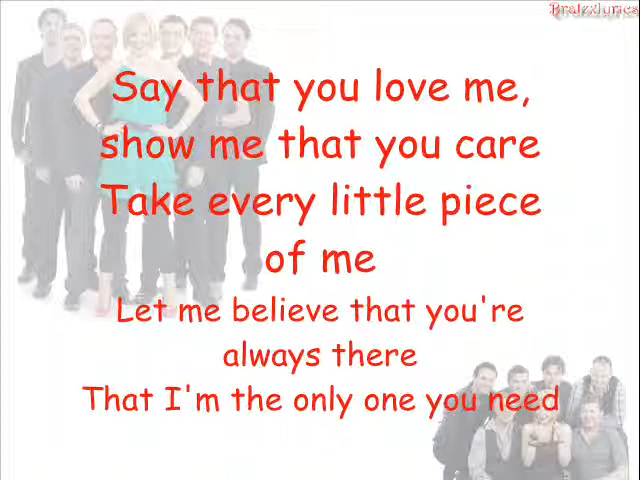 Bratzxlyrics
Say that you love me,
show me that you care
Take every little piece
of me
Let me believe that you're
always there
That I'm the only one you need